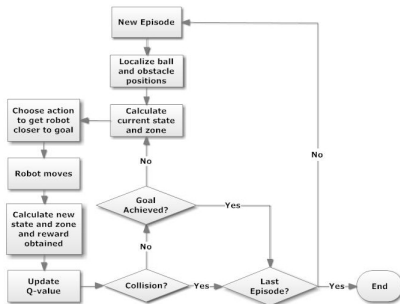 New Episode
Localize ball
and obstacle
positions
Calculate
current state
and zone
Choose action
to get robot
closer to goal
Robot moves
Calculate new
state and zone
and reward
obtained
Update
Q-value
Collision?
No
Goal
Achieved?
No
Yes
Yes
Last
Episode?
No
Yes
End